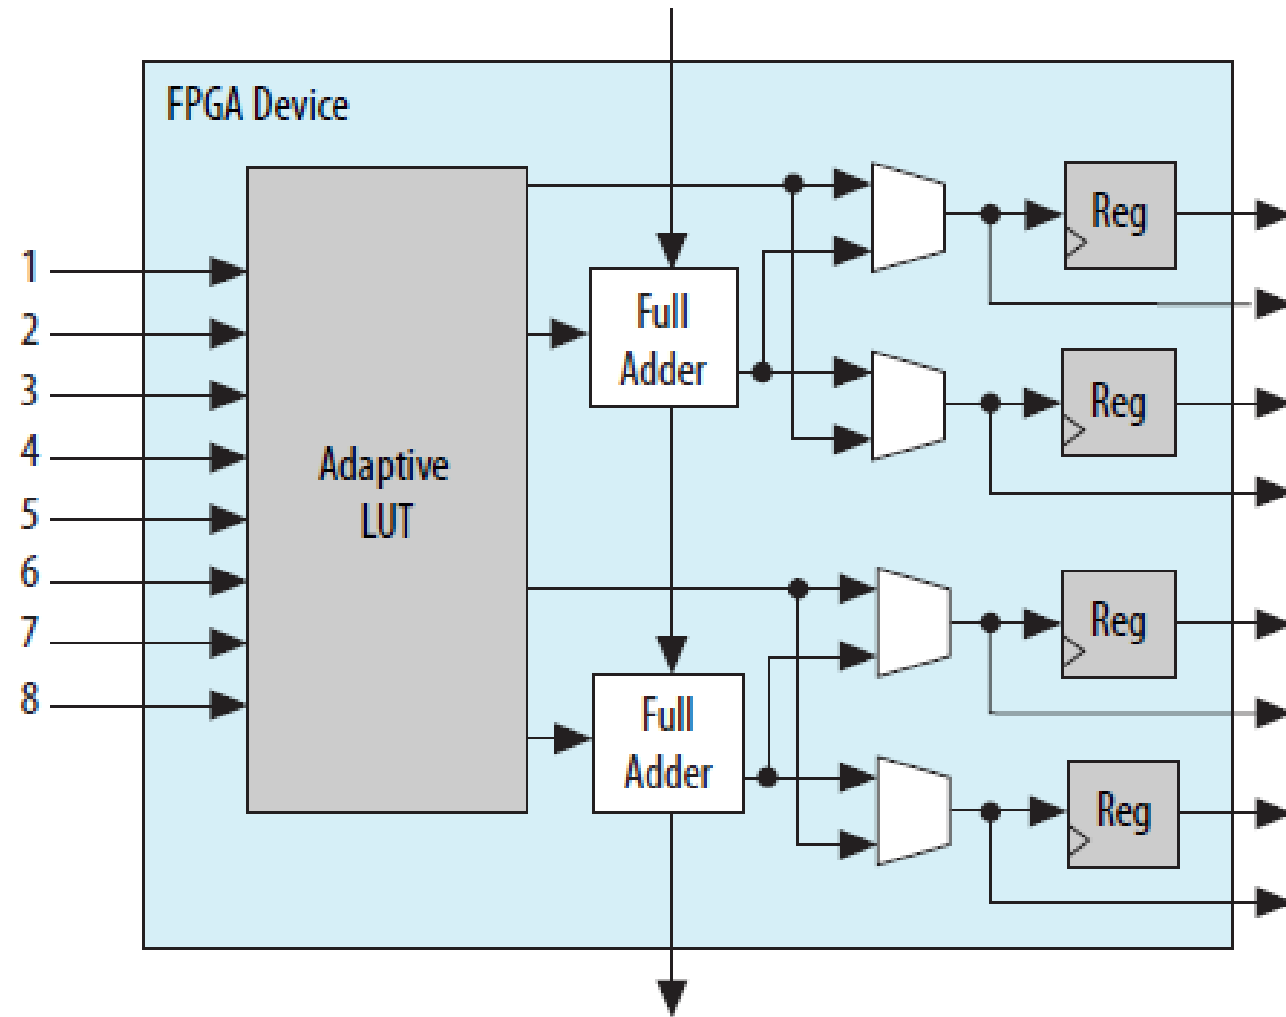 FPGA Device
1
2
3
4
5
6
7
8
Adaptive
LUT
Full
Adder
Full
Adder
Reg
Reg
Reg
Reg